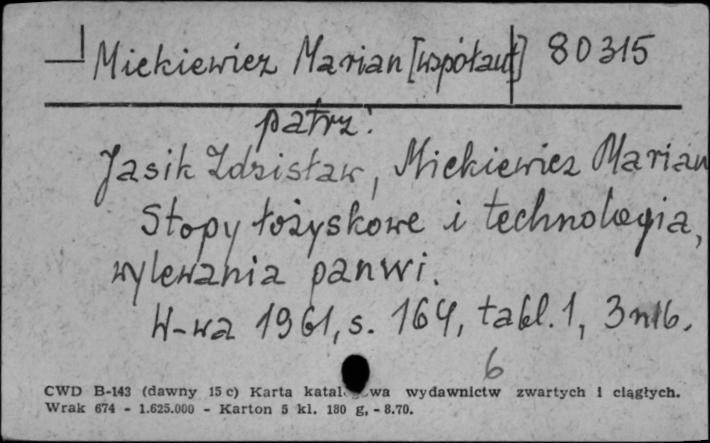 Mickiewicz Marian [współaut] 80315
patrz:
Jasik Zdzisław, Mickiewicz Marian
Stopy łożyskowe i technologia,
wylewania panwi.
W-wa 1961, s. 164, tabl. 1, 3 nlb.
6
CWD B-143 (dawny 15 c) Karta katalogowa wydawnictw zwartych i ciągłych.
Wrak 674 - 1.625.000 - Karton 5 kl. 180 g, - 8.70.